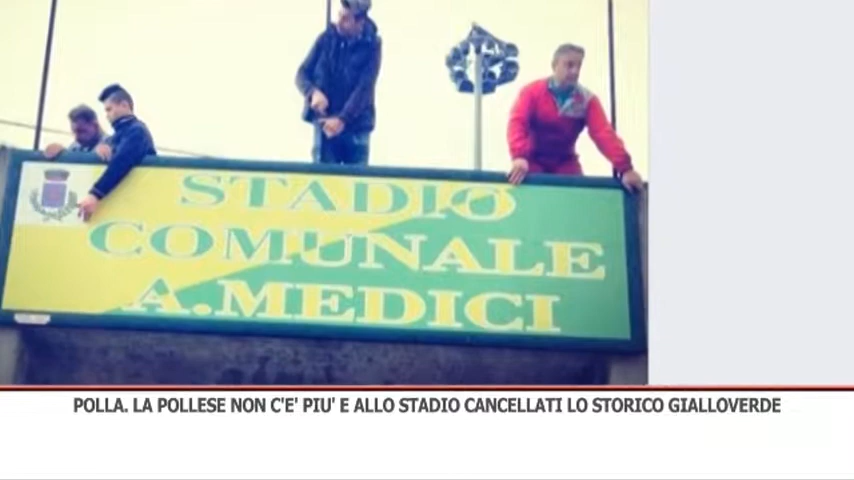 STADIO
COMUNALE
A.MEDICI
POLLA. LA POLLESE NON C'E' PIU' E ALLO STADIO CANCELLATI LO STORICO GIALLOVERDE